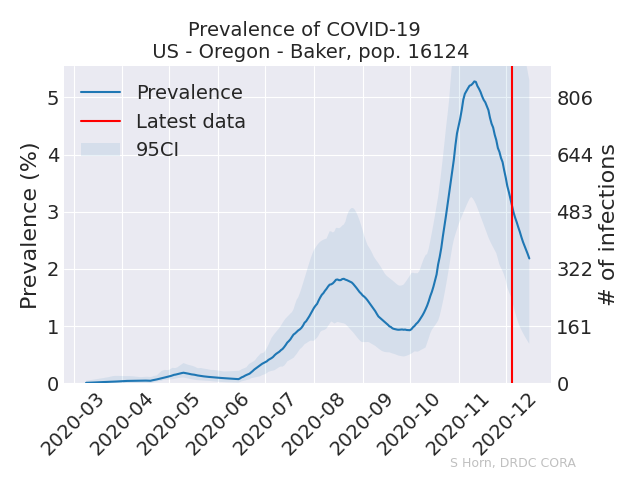 Prevalence of COVID-19
US - Oregon - Baker, pop. 16124
Prevalence
Latest data
95CI
Prevalence (%)
5
4
3
2
1
0
806
644
483
322
161
0
# of infections
2020-03
2020-04
2020-05
2020-06
2020-07
2020-08
2020-09
2020-10
2020-11
2020-12
S Horn, DRDC CORA